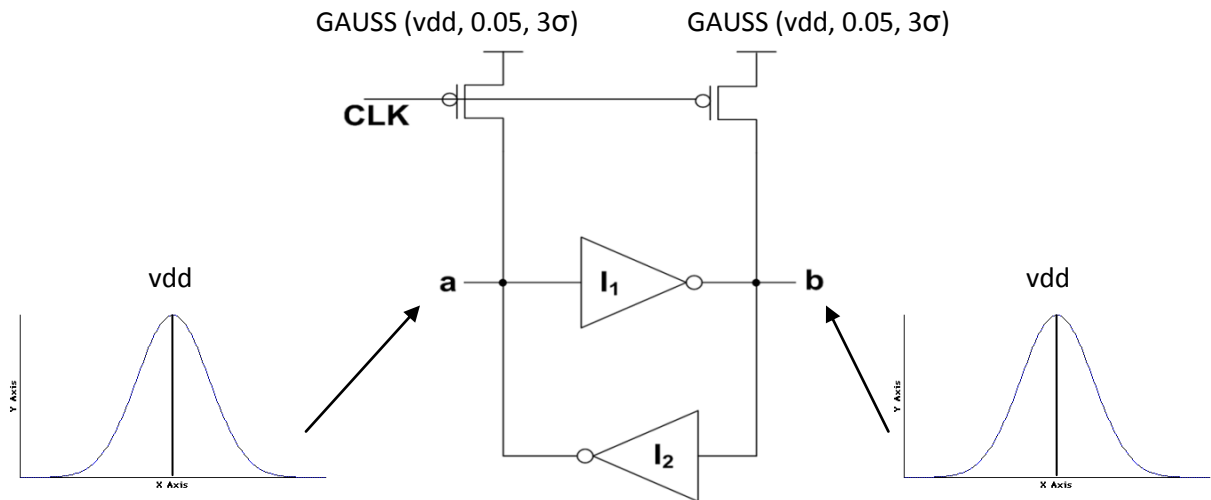 GAUSS (vdd, 0.05, 3σ) GAUSS (vdd, 0.05, 3σ)
CLK
vdd
a
I₁
b
vdd
Y Axis
X Axis
I₂
Y Axis
X Axis